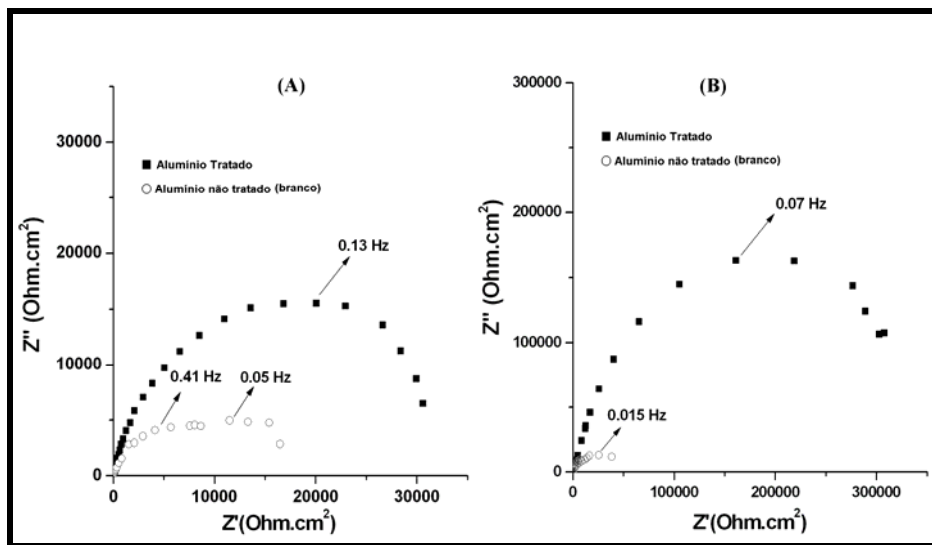 (A)
30000
20000
10000
0
Z'' (Ohm.cm²)
Aluminio Tratado
Aluminio não tratado (branco)
0.13 Hz
0.41 Hz
0.05 Hz
0
10000
20000
30000
Z'(Ohm.cm²)
(B)
300000
200000
100000
0
Z'' (Ohm.cm²)
Aluminio Tratado
Aluminio não tratado (branco)
0.07 Hz
0.015 Hz
0
100000
200000
300000
Z'(Ohm.cm²)